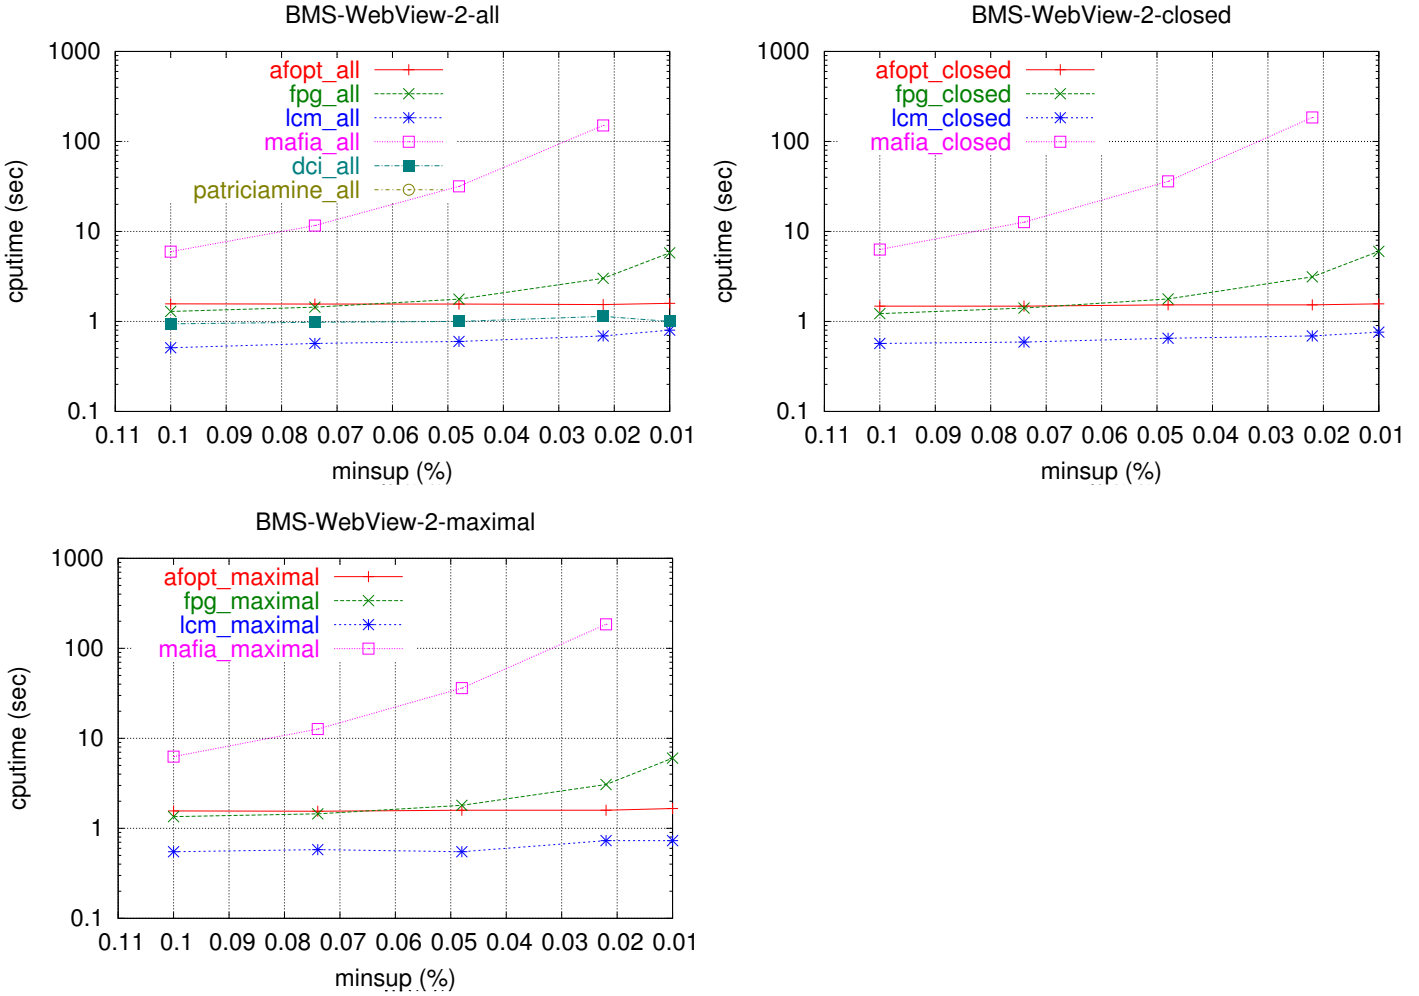 BMS-WebView-2-all
cputime (sec)
1000
100
10
1
0.1
afopt_all
fpg_all
lcm_all
mafia_all
dci_all
patriciamine_all
0.11 0.1 0.09 0.08 0.07 0.06 0.05 0.04 0.03 0.02 0.01
minsup (%)
BMS-WebView-2-closed
cputime (sec)
1000
100
10
1
0.1
afopt_closed
fpg_closed
lcm_closed
mafia_closed
0.11 0.1 0.09 0.08 0.07 0.06 0.05 0.04 0.03 0.02 0.01
minsup (%)
BMS-WebView-2-maximal
cputime (sec)
1000
100
10
1
0.1
afopt_maximal
fpg_maximal
lcm_maximal
mafia_maximal
0.11 0.1 0.09 0.08 0.07 0.06 0.05 0.04 0.03 0.02 0.01
minsup (%)